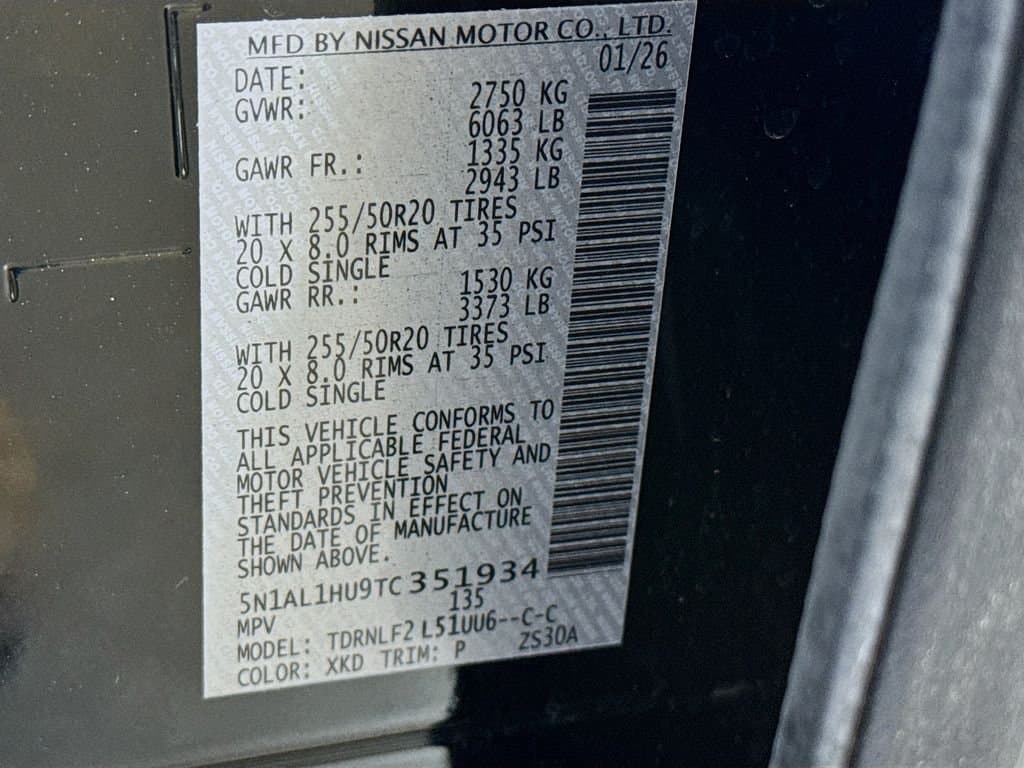 MFD BY NISSAN MOTOR CO., LTD.
DATE: 01/26
GVWR: 2750 KG
6063 LB
GAWR FR.: 1335 KG
2943 LB
WITH 255/50R20 TIRES
20 X 8.0 RIMS AT 35 PSI
COLD SINGLE
GAWR RR.: 1530 KG
3373 LB
WITH 255/50R20 TIRES
20 X 8.0 RIMS AT 35 PSI
COLD SINGLE
THIS VEHICLE CONFORMS TO
ALL APPLICABLE FEDERAL
MOTOR VEHICLE SAFETY AND
THEFT PREVENTION
STANDARDS IN EFFECT ON
THE DATE OF MANUFACTURE
SHOWN ABOVE.
5N1AL1HU9TC351934
MPV 135
MODEL: TDRNLF2 L51UU6--C-C
COLOR: XKD TRIM: P ZS30A